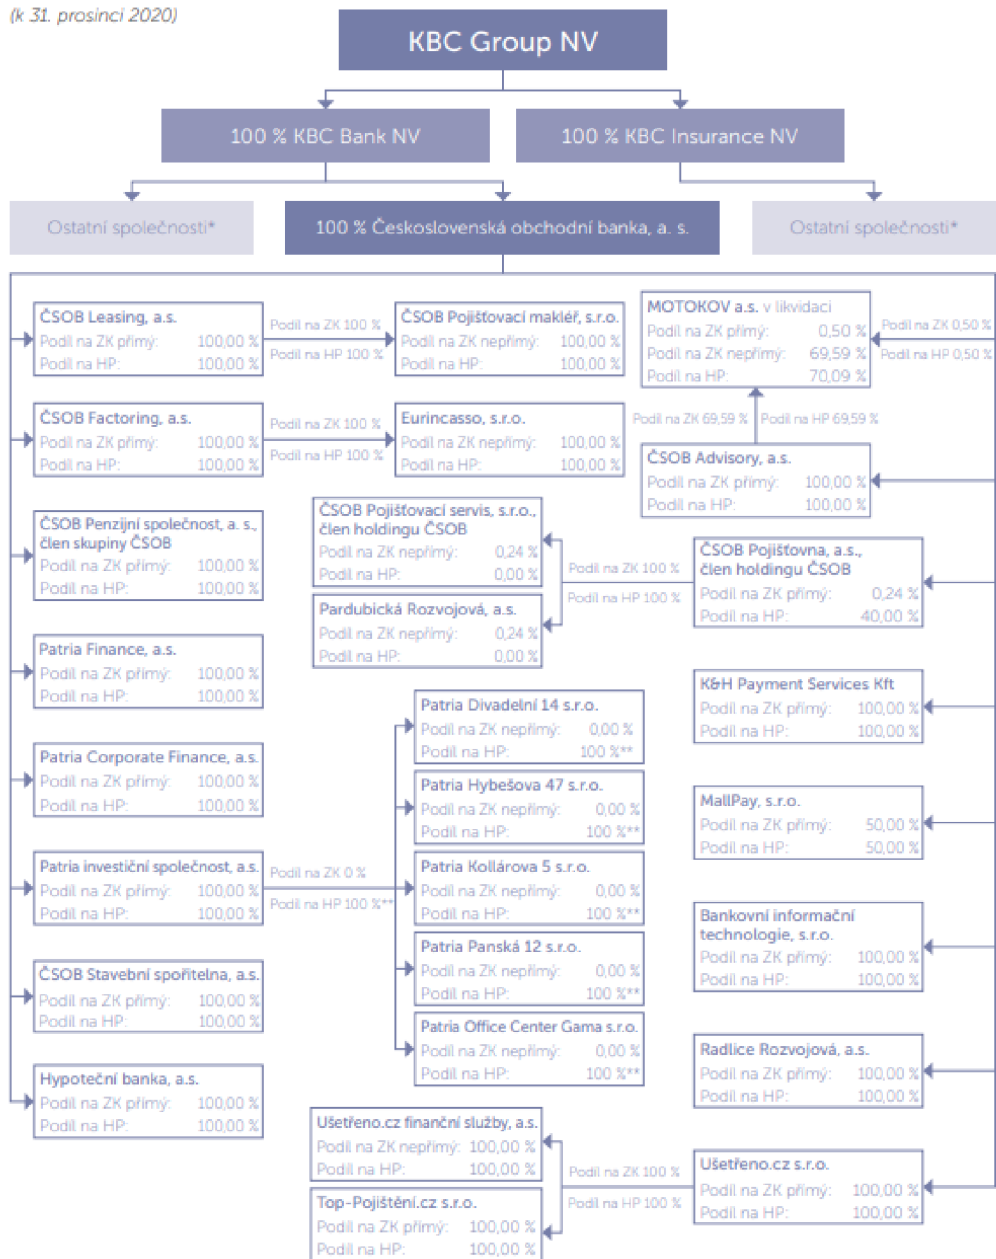 (k 31. prosinci 2020)
KBC Group NV
100 % KBC Bank NV
100 % KBC Insurance NV
Ostatní společnosti*
100 % Československá obchodní banka, a. s.
Ostatní společnosti*
ČSOB Leasing, a.s.
Podíl na ZK přímý: 100,00 %
Podíl na HP: 100,00 %
Podíl na ZK 100 %
Podíl na HP 100 %
ČSOB Pojišťovací makléř, s.r.o.
Podíl na ZK nepřímý: 100,00 %
Podíl na HP: 100,00 %
MOTOKOV a.s. v likvidaci
Podíl na ZK přímý: 0,50 %
Podíl na ZK nepřímý: 69,59 %
Podíl na HP: 70,09 %
Podíl na ZK 0,50 %
Podíl na HP 0,50 %
ČSOB Factoring, a.s.
Podíl na ZK přímý: 100,00 %
Podíl na HP: 100,00 %
Podíl na ZK 100 %
Podíl na HP 100 %
Eurincasso, s.r.o.
Podíl na ZK nepřímý: 100,00 %
Podíl na HP: 100,00 %
Podíl na ZK 69,59 %
Podíl na HP 69,59 %
ČSOB Advisory, a.s.
Podíl na ZK přímý: 100,00 %
Podíl na HP: 100,00 %
ČSOB Penzijní společnost, a. s.,
člen skupiny ČSOB
Podíl na ZK přímý: 100,00 %
Podíl na HP: 100,00 %
ČSOB Pojišťovací servis, s.r.o.,
člen holdingu ČSOB
Podíl na ZK nepřímý: 0,24 %
Podíl na HP: 0,00 %
Pardubická Rozvojová, a.s.
Podíl na ZK nepřímý: 0,24 %
Podíl na HP: 0,00 %
Podíl na ZK 100 %
Podíl na HP 100 %
ČSOB Pojišťovna, a.s.,
člen holdingu ČSOB
Podíl na ZK přímý: 0,24 %
Podíl na HP: 40,00 %
Patria Finance, a.s.
Podíl na ZK přímý: 100,00 %
Podíl na HP: 100,00 %
Patria Divadelní 14 s.r.o.
Podíl na ZK nepřímý: 0,00 %
Podíl na HP: 100 %**
K&H Payment Services Kft
Podíl na ZK přímý: 100,00 %
Podíl na HP: 100,00 %
Patria Corporate Finance, a.s.
Podíl na ZK přímý: 100,00 %
Podíl na HP: 100,00 %
Patria Hybešova 47 s.r.o.
Podíl na ZK nepřímý: 0,00 %
Podíl na HP: 100 %**
MallPay, s.r.o.
Podíl na ZK přímý: 50,00 %
Podíl na HP: 50,00 %
Patria investiční společnost, a.s.
Podíl na ZK přímý: 100,00 %
Podíl na HP: 100,00 %
Podíl na ZK 0 %
Podíl na HP 100 %**
Patria Kollárova 5 s.r.o.
Podíl na ZK nepřímý: 0,00 %
Podíl na HP: 100 %**
Bankovní informační
technologie, s.r.o.
Podíl na ZK přímý: 100,00 %
Podíl na HP: 100,00 %
Patria Panská 12 s.r.o.
Podíl na ZK nepřímý: 0,00 %
Podíl na HP: 100 %**
ČSOB Stavební spořitelna, a.s.
Podíl na ZK přímý: 100,00 %
Podíl na HP: 100,00 %
Patria Office Center Gama s.r.o.
Podíl na ZK nepřímý: 0,00 %
Podíl na HP: 100 %**
Radlice Rozvojová, a.s.
Podíl na ZK přímý: 100,00 %
Podíl na HP: 100,00 %
Hypoteční banka, a.s.
Podíl na ZK přímý: 100,00 %
Podíl na HP: 100,00 %
Ušetřeno.cz finanční služby, a.s.
Podíl na ZK nepřímý: 100,00 %
Podíl na HP: 100,00 %
Top-Pojištění.cz s.r.o.
Podíl na ZK přímý: 100,00 %
Podíl na HP: 100,00 %
Podíl na ZK 100 %
Podíl na HP 100 %
Ušetřeno.cz s.r.o.
Podíl na ZK přímý: 100,00 %
Podíl na HP: 100,00 %